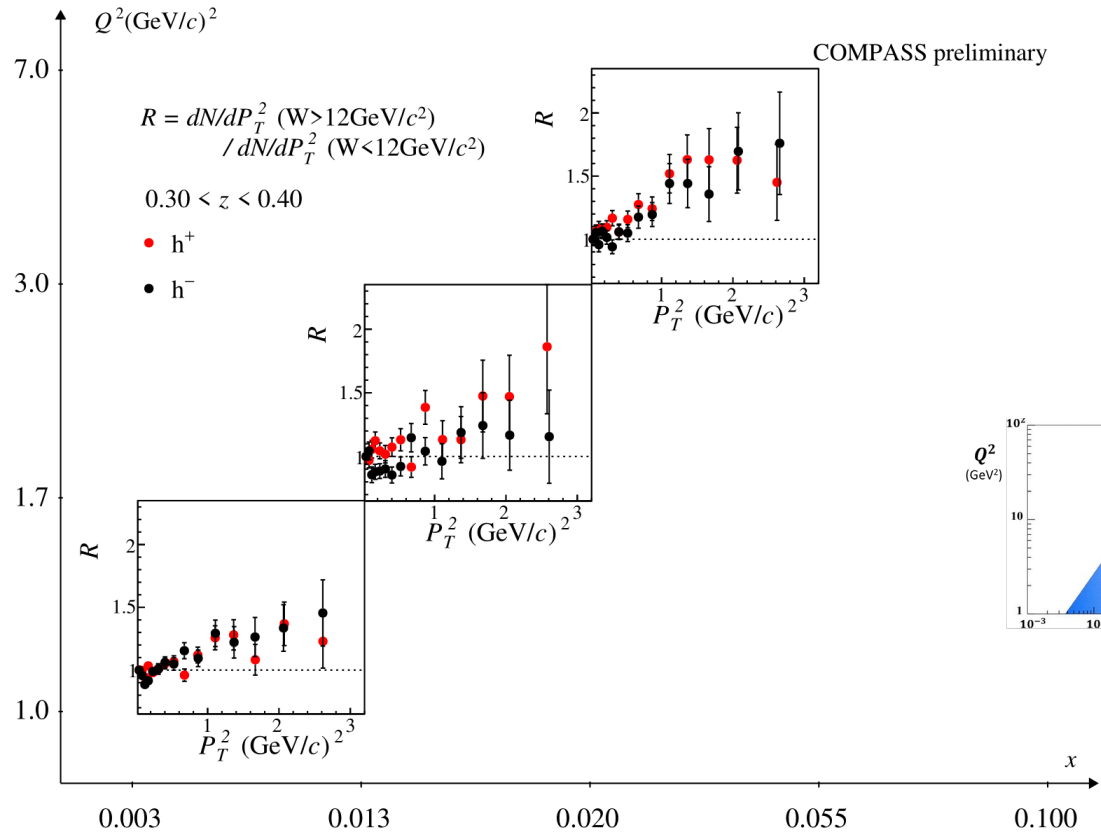 Q²(GeV/c)²
COMPASS preliminary
7.0
R = dN/dP_T² (W>12GeV/c²)
/ dN/dP_T² (W<12GeV/c²)
0.30 < z < 0.40
h⁺
h⁻
R
2
1.5
1
1 2 3
P_T² (GeV/c)²
3.0
R
2
1.5
1
1 2 3
P_T² (GeV/c)²
10²
Q²
(GeV²)
10
1
10⁻³
1.7
R
2
1.5
1
1 2 3
P_T² (GeV/c)²
1.0
x
0.003 0.013 0.020 0.055 0.100